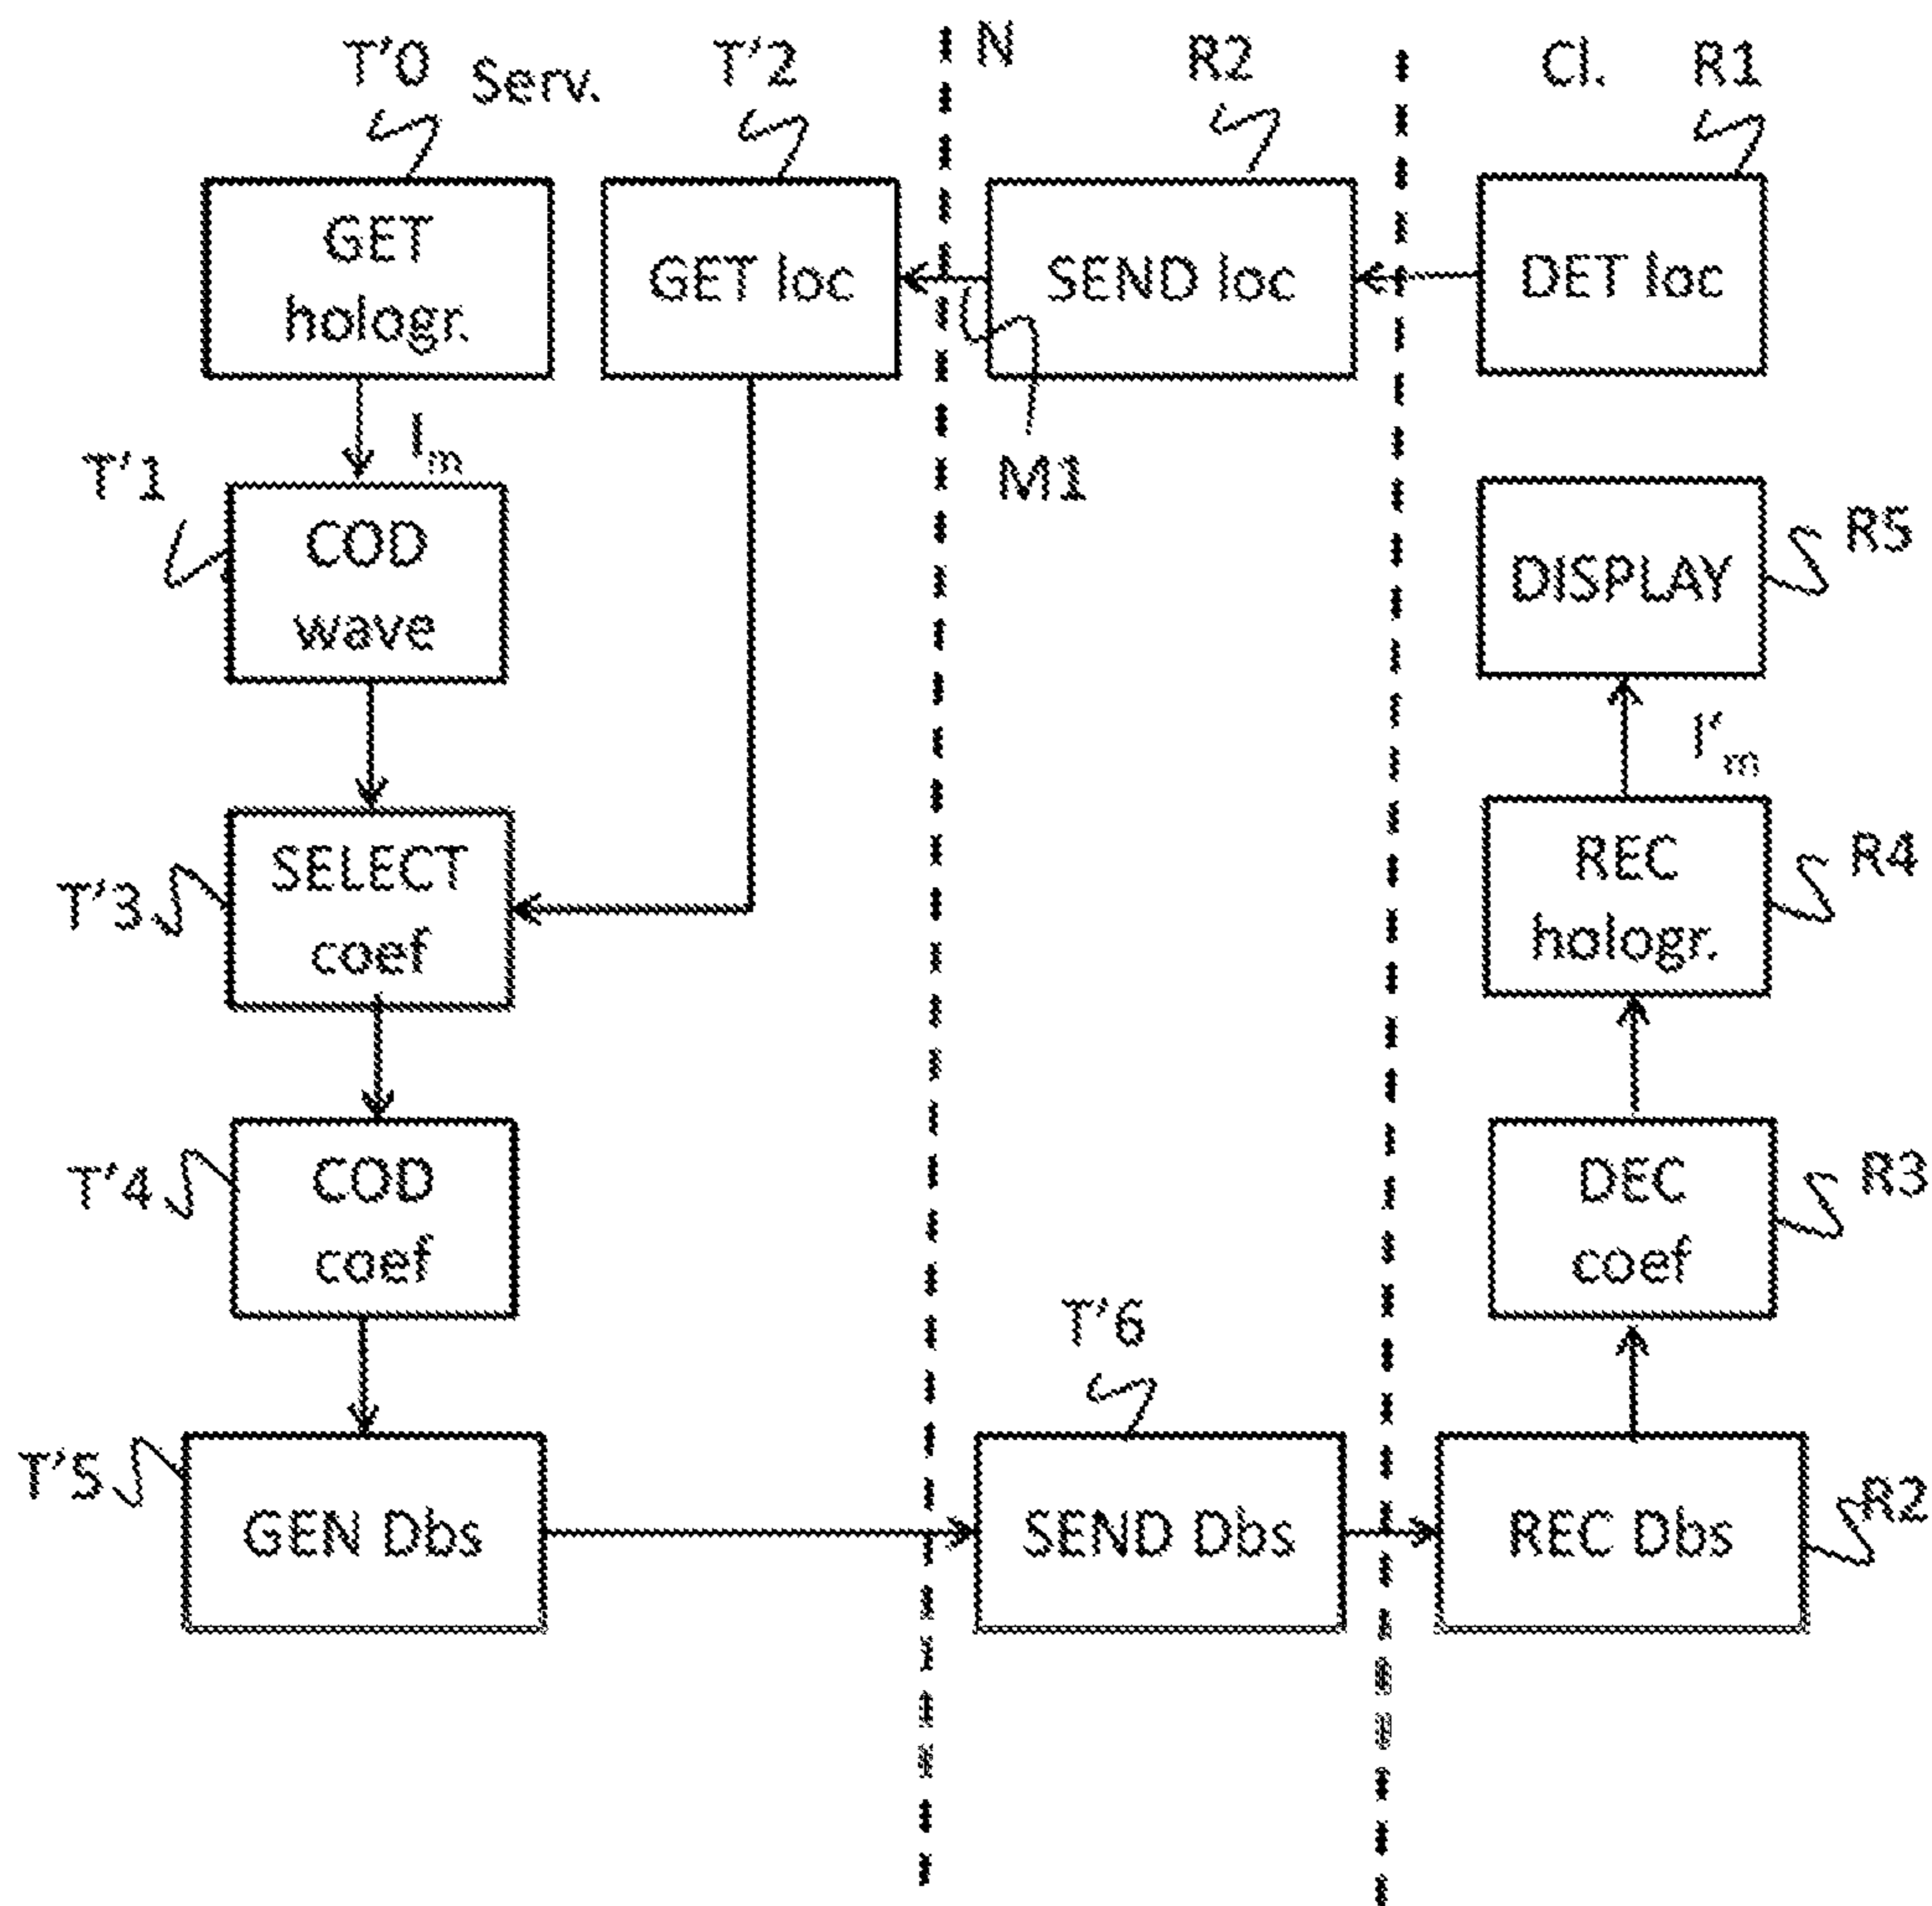 T'0
Serv.
T'2
N
R2
Cl.
R1
GET
hologr.
GET loc
SEND loc
DET loc
Im
M1
T'1
COD
wave
DISPLAY
R5
I'm
T'3
SELECT
coef
REC
hologr.
R4
T'4
COD
coef
DEC
coef
R3
T'6
T'5
GEN Dbs
SEND Dbs
REC Dbs
R2